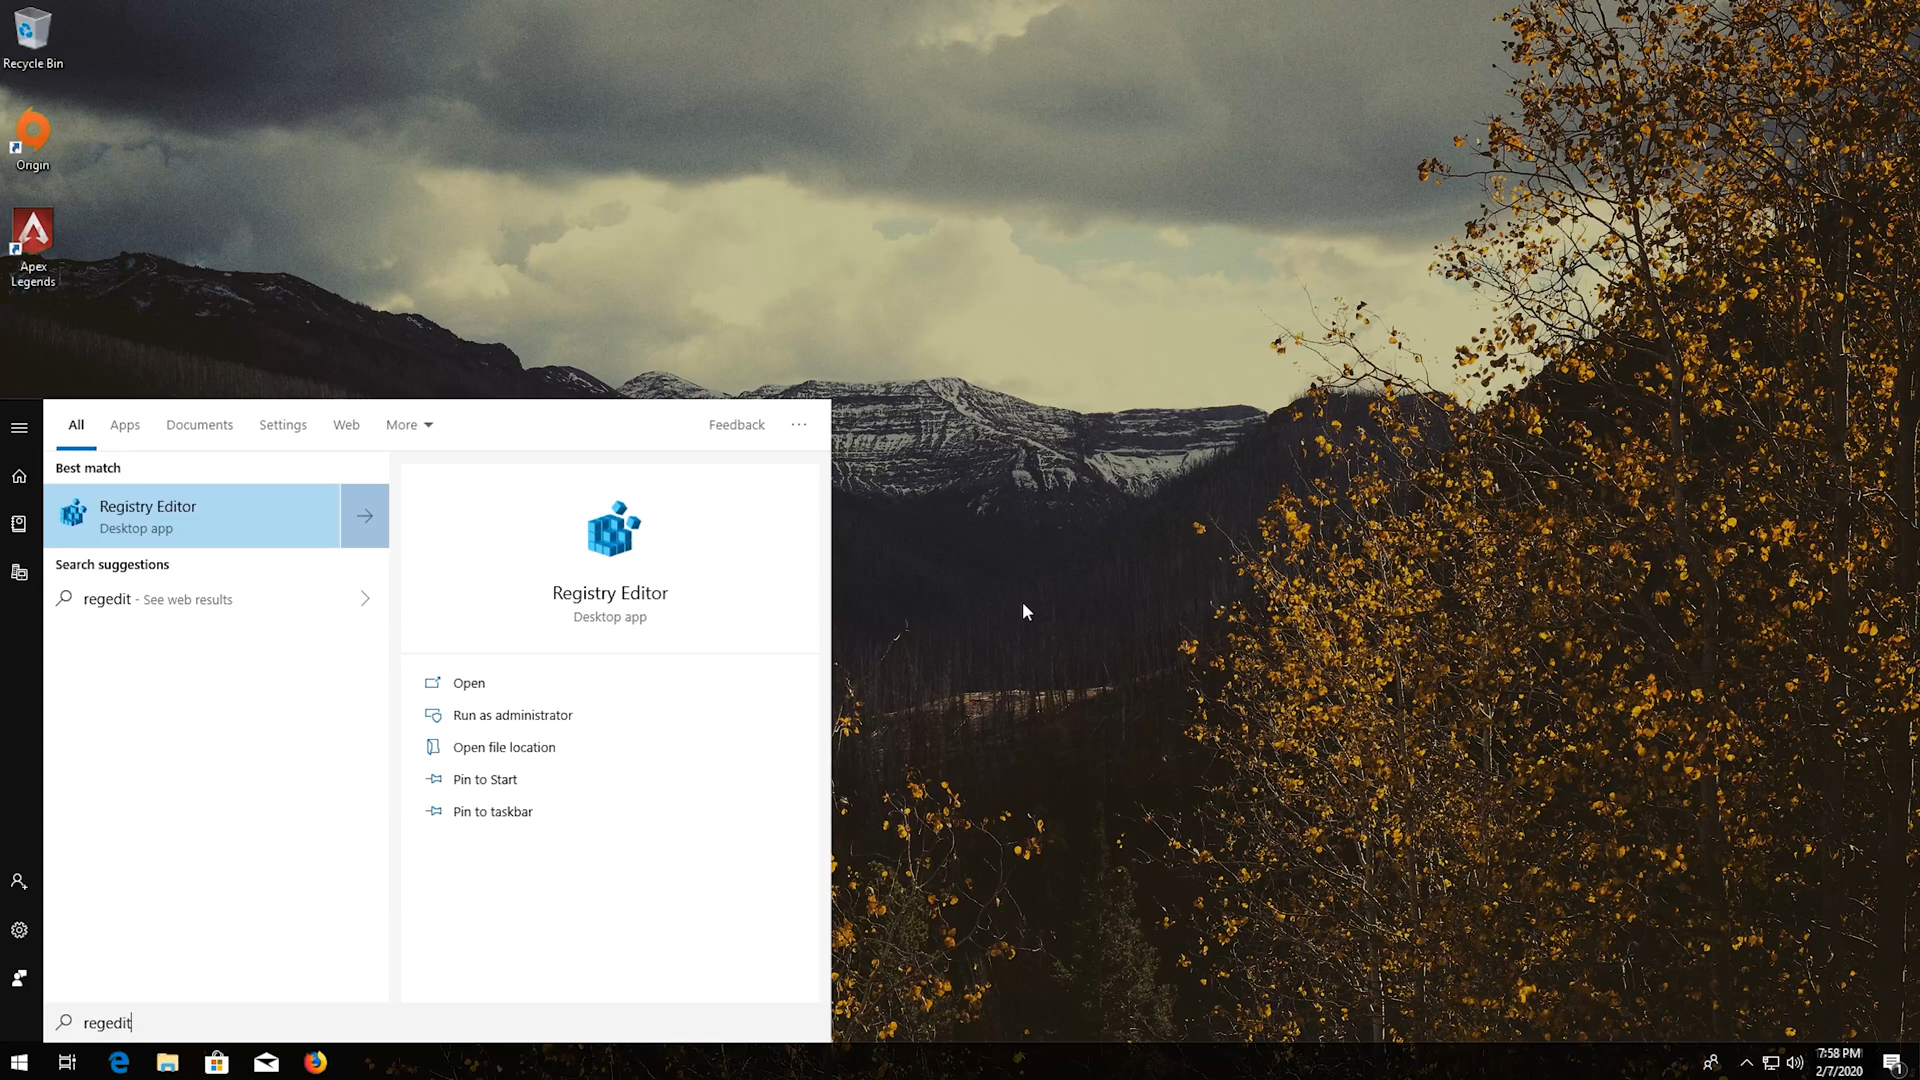 Recycle Bin
Origin
Apex
Legends
All Apps Documents Settings Web More Feedback ...
Best match
Registry Editor
Desktop app
Search suggestions
regedit - See web results
Registry Editor
Desktop app
Open
Run as administrator
Open file location
Pin to Start
Pin to taskbar
regedit
7:58 PM
2/7/2020
1